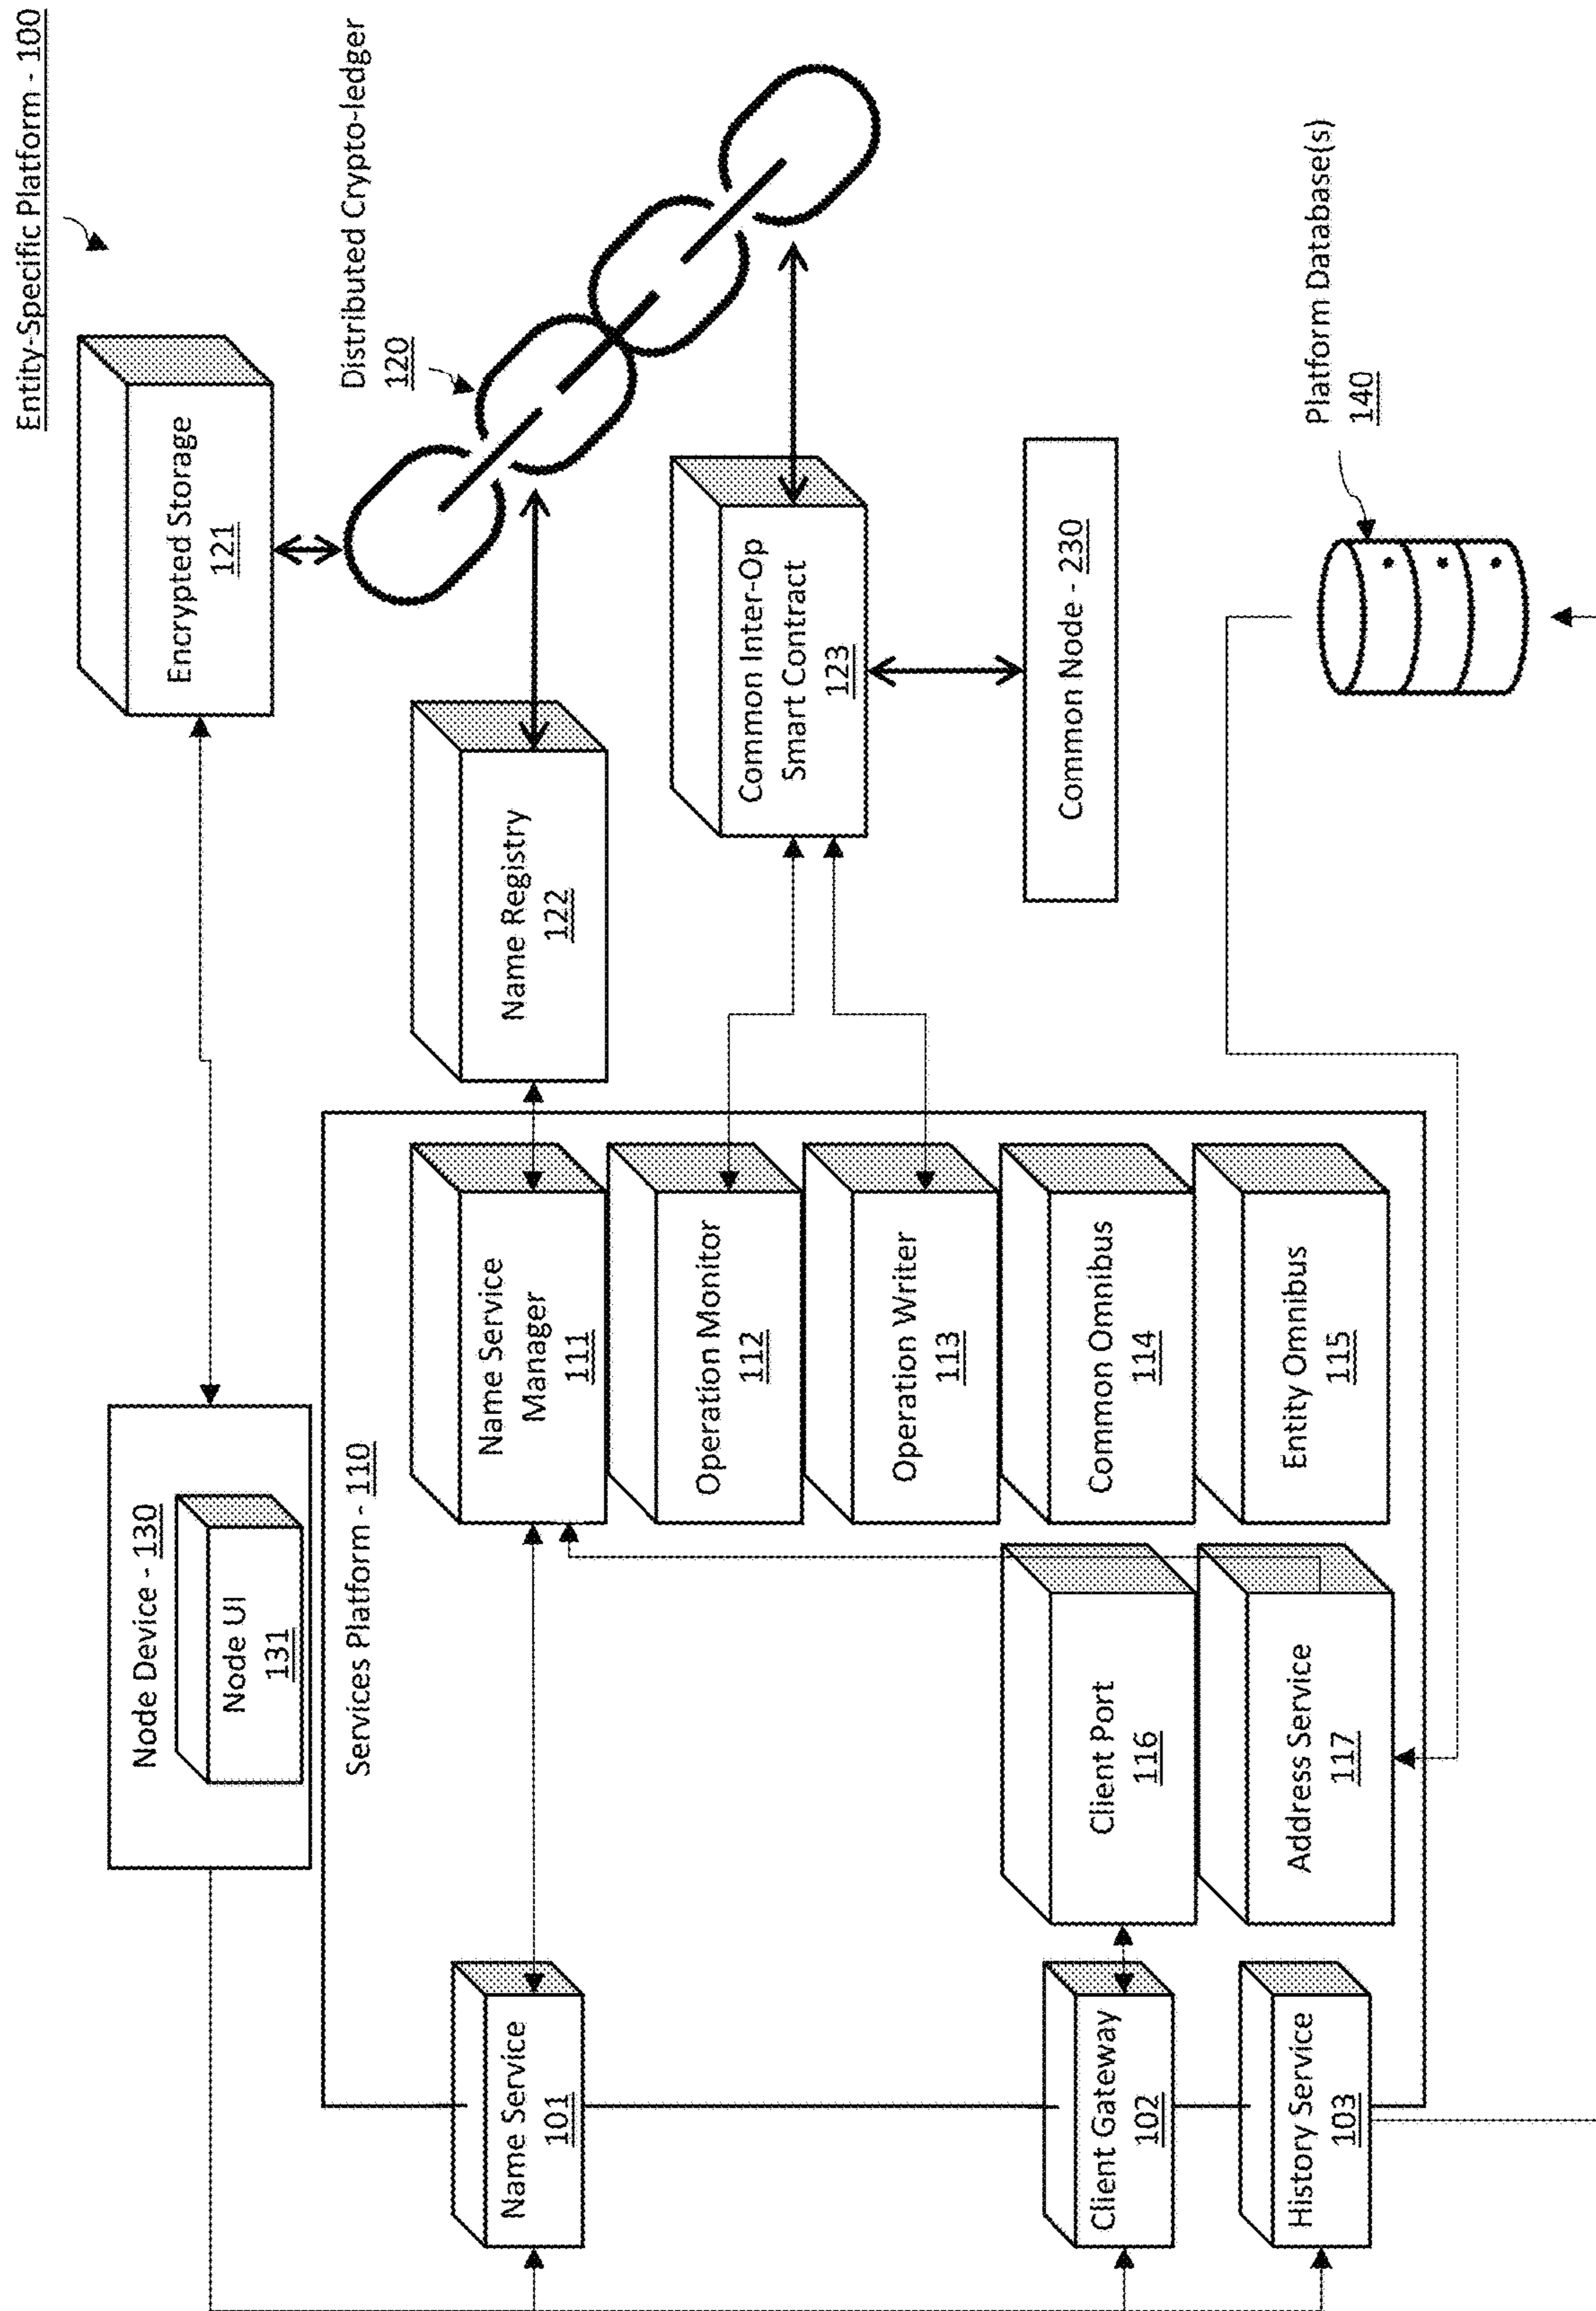 Entity-Specific Platform - 100
Node Device - 130
Node UI
131
Encrypted Storage
121
Distributed Crypto-ledger
120
Services Platform - 110
Name Service
101
Name Service
Manager
111
Name Registry
122
Operation Monitor
112
Common Inter-Op
Smart Contract
123
Operation Writer
113
Client Gateway
102
Client Port
116
Common Omnibus
114
Common Node - 230
History Service
103
Address Service
117
Entity Omnibus
115
Platform Database(s)
140